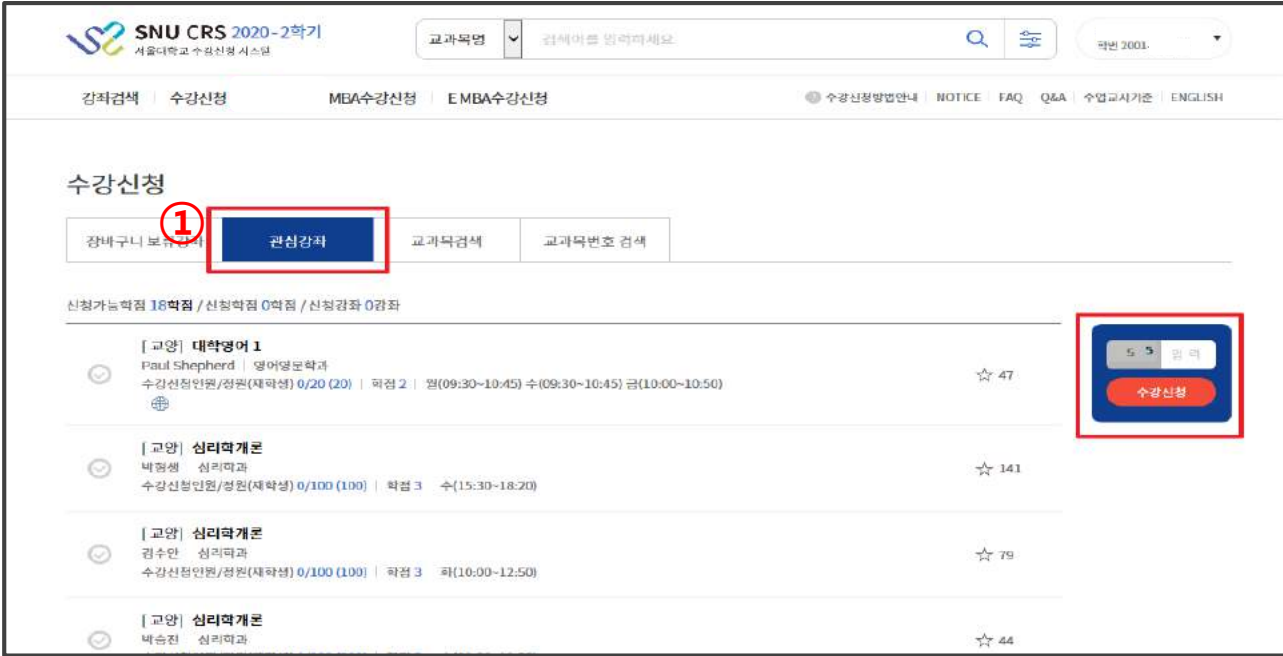 SNU CRS 2020-2학기
서울대학교 수강신청 시스템
교과목명
검색어를 입력하세요
학번 2001.
강좌검색 수강신청 MBA수강신청 EMBA수강신청
수강신청방법안내 NOTICE FAQ Q&A 수업교시기준 ENGLISH
수강신청
①
장바구니 보류강좌 관심강좌 교과목검색 교과목번호 검색
신청가능학점 18학점 / 신청학점 0학점 / 신청강좌 0강좌
[교양] 대학영어 1
Paul Shepherd | 영어영문학과
수강신청인원/정원(재학생) 0/20 (20) | 학점 2 | 월(09:30~10:45) 수(09:30~10:45) 금(10:00~10:50)
☆ 47
5 5 입력
수강신청
[교양] 심리학개론
박형생 심리학과
수강신청인원/정원(재학생) 0/100 (100) | 학점 3 수(15:30~18:20)
☆ 141
[교양] 심리학개론
김수안 심리학과
수강신청인원/정원(재학생) 0/100 (100) | 학점 3 화(10:00~12:50)
☆ 79
[교양] 심리학개론
박승진 심리학과
☆ 44